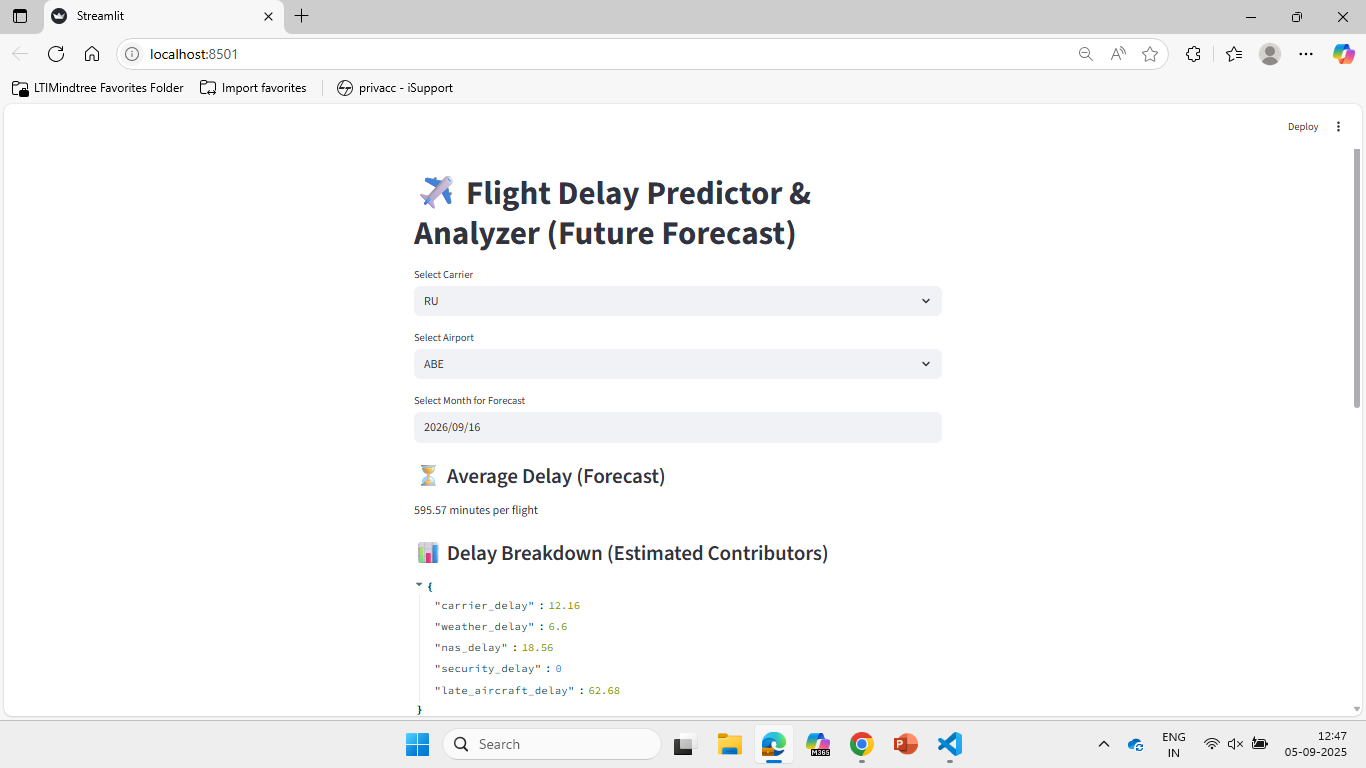 Streamlit
localhost:8501
LTIMindtree Favorites Folder
Import favorites
privacc - iSupport
Deploy
Flight Delay Predictor &
Analyzer (Future Forecast)
Select Carrier
RU
Select Airport
ABE
Select Month for Forecast
2026/09/16
Average Delay (Forecast)
595.57 minutes per flight
Delay Breakdown (Estimated Contributors)
{
"carrier_delay" : 12.16
"weather_delay" : 6.6
"nas_delay" : 18.56
"security_delay" : 0
"late_aircraft_delay" : 62.68
}
Search
M365
ENG
IN
12:47
05-09-2025